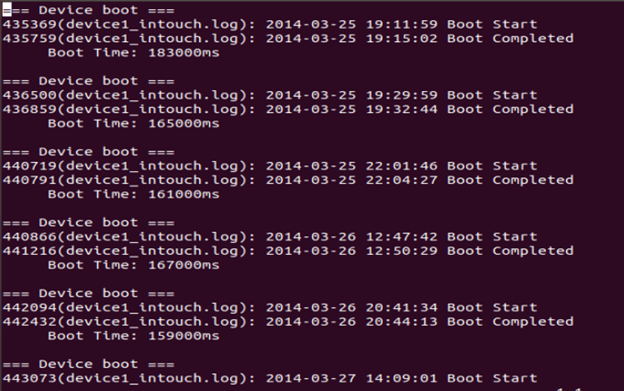 === Device boot ===
435369(device1_intouch.log): 2014-03-25 19:11:59 Boot Start
435759(device1_intouch.log): 2014-03-25 19:15:02 Boot Completed
Boot Time: 183000ms
=== Device boot ===
436500(device1_intouch.log): 2014-03-25 19:29:59 Boot Start
436859(device1_intouch.log): 2014-03-25 19:32:44 Boot Completed
Boot Time: 165000ms
=== Device boot ===
440719(device1_intouch.log): 2014-03-25 22:01:46 Boot Start
440791(device1_intouch.log): 2014-03-25 22:04:27 Boot Completed
Boot Time: 161000ms
=== Device boot ===
440866(device1_intouch.log): 2014-03-26 12:47:42 Boot Start
441216(device1_intouch.log): 2014-03-26 12:50:29 Boot Completed
Boot Time: 167000ms
=== Device boot ===
442094(device1_intouch.log): 2014-03-26 20:41:34 Boot Start
442432(device1_intouch.log): 2014-03-26 20:44:13 Boot Completed
Boot Time: 159000ms
=== Device boot ===
443073(device1_intouch.log): 2014-03-27 14:09:01 Boot Start